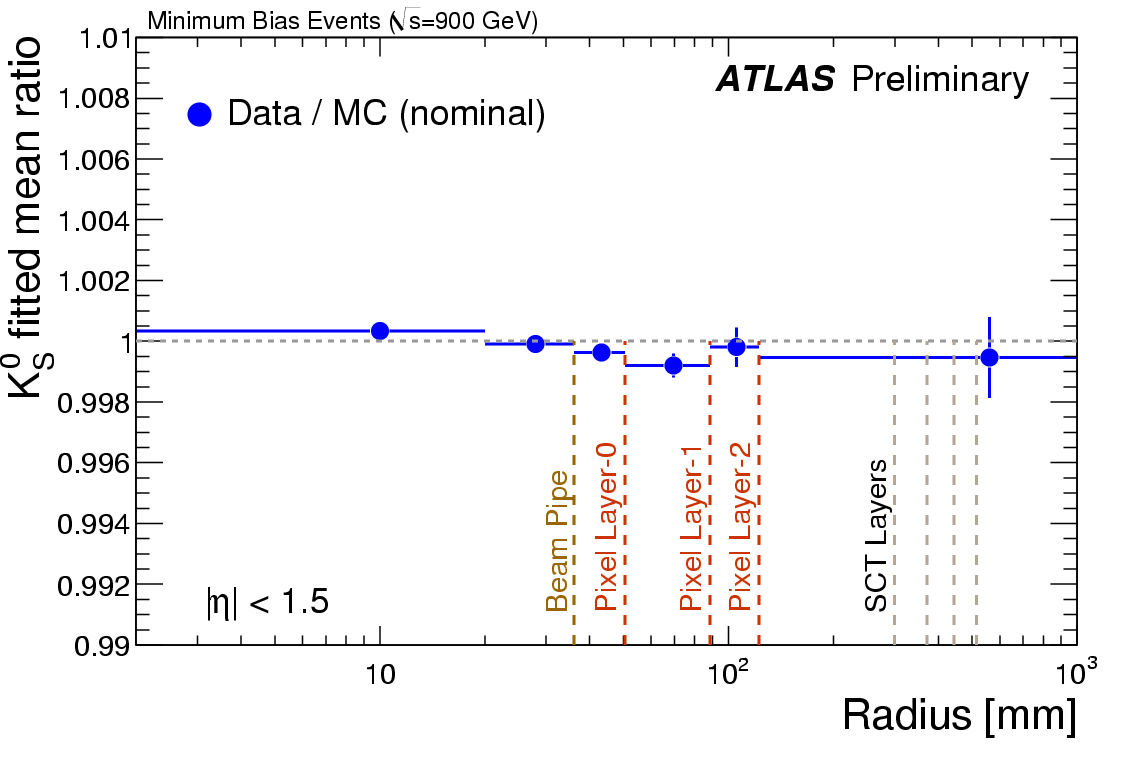 Minimum Bias Events (√s=900 GeV)
ATLAS Preliminary
Data / MC (nominal)
K⁰_S fitted mean ratio
1.01
1.008
1.006
1.004
1.002
1
0.998
0.996
0.994
0.992
0.99
Beam Pipe
Pixel Layer-0
Pixel Layer-1
Pixel Layer-2
SCT Layers
|η| < 1.5
10
10²
10³
Radius [mm]